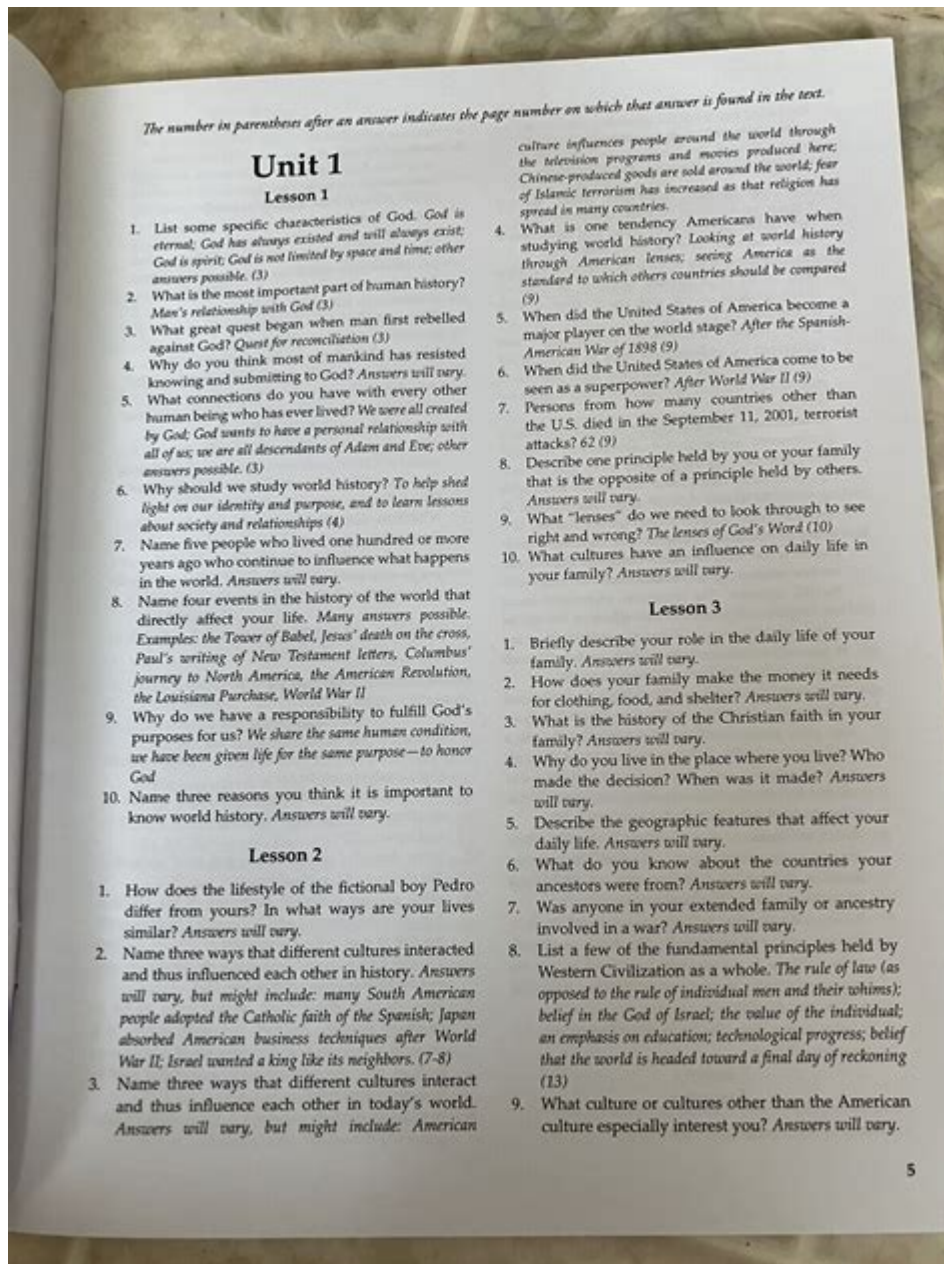 The number in parentheses after an answer indicates the page number on which that answer is found in the text.
Unit 1
Lesson 1
1. List some specific characteristics of God. God is
eternal; God has always existed and will always exist;
God is spirit; God is not limited by space and time; other
answers possible. (3)
2. What is the most important part of human history?
Man's relationship with God (3)
3. What great quest began when man first rebelled
against God? Quest for reconciliation (3)
4. Why do you think most of mankind has resisted
knowing and submitting to God? Answers will vary.
5. What connections do you have with every other
human being who has ever lived? We were all created
by God; God wants to have a personal relationship with
all of us; we are all descendants of Adam and Eve; other
answers possible. (3)
6. Why should we study world history? To help shed
light on our identity and purpose, and to learn lessons
about society and relationships (4)
7. Name five people who lived one hundred or more
years ago who continue to influence what happens
in the world. Answers will vary.
8. Name four events in the history of the world that
directly affect your life. Many answers possible.
Examples: the Tower of Babel, Jesus' death on the cross,
Paul's writing of New Testament letters, Columbus'
journey to North America, the American Revolution,
the Louisiana Purchase, World War II
9. Why do we have a responsibility to fulfill God's
purposes for us? We share the same human condition,
we have been given life for the same purpose—to honor
God
10. Name three reasons you think it is important to
know world history. Answers will vary.
Lesson 2
1. How does the lifestyle of the fictional boy Pedro
differ from yours? In what ways are your lives
similar? Answers will vary.
2. Name three ways that different cultures interacted
and thus influenced each other in history. Answers
will vary, but might include: many South American
people adopted the Catholic faith of the Spanish; Japan
absorbed American business techniques after World
War II; Israel wanted a king like its neighbors. (7-8)
3. Name three ways that different cultures interact
and thus influence each other in today's world.
Answers will vary, but might include: American
culture influences people around the world through
the television programs and movies produced here;
Chinese-produced goods are sold around the world; fear
of Islamic terrorism has increased as that religion has
spread in many countries.
4. What is one tendency Americans have when
studying world history? Looking at world history
through American lenses; seeing America as the
standard to which others countries should be compared
(9)
5. When did the United States of America become a
major player on the world stage? After the Spanish-
American War of 1898 (9)
6. When did the United States of America come to be
seen as a superpower? After World War II (9)
7. Persons from how many countries other than
the U.S. died in the September 11, 2001, terrorist
attacks? 62 (9)
8. Describe one principle held by you or your family
that is the opposite of a principle held by others.
Answers will vary.
9. What "lenses" do we need to look through to see
right and wrong? The lenses of God's Word (10)
10. What cultures have an influence on daily life in
your family? Answers will vary.
Lesson 3
1. Briefly describe your role in the daily life of your
family. Answers will vary.
2. How does your family make the money it needs
for clothing, food, and shelter? Answers will vary.
3. What is the history of the Christian faith in your
family? Answers will vary.
4. Why do you live in the place where you live? Who
made the decision? When was it made? Answers
will vary.
5. Describe the geographic features that affect your
daily life. Answers will vary.
6. What do you know about the countries your
ancestors were from? Answers will vary.
7. Was anyone in your extended family or ancestry
involved in a war? Answers will vary.
8. List a few of the fundamental principles held by
Western Civilization as a whole. The rule of law (as
opposed to the rule of individual men and their whims);
belief in the God of Israel; the value of the individual;
an emphasis on education; technological progress; belief
that the world is headed toward a final day of reckoning
(13)
9. What culture or cultures other than the American
culture especially interest you? Answers will vary.
5